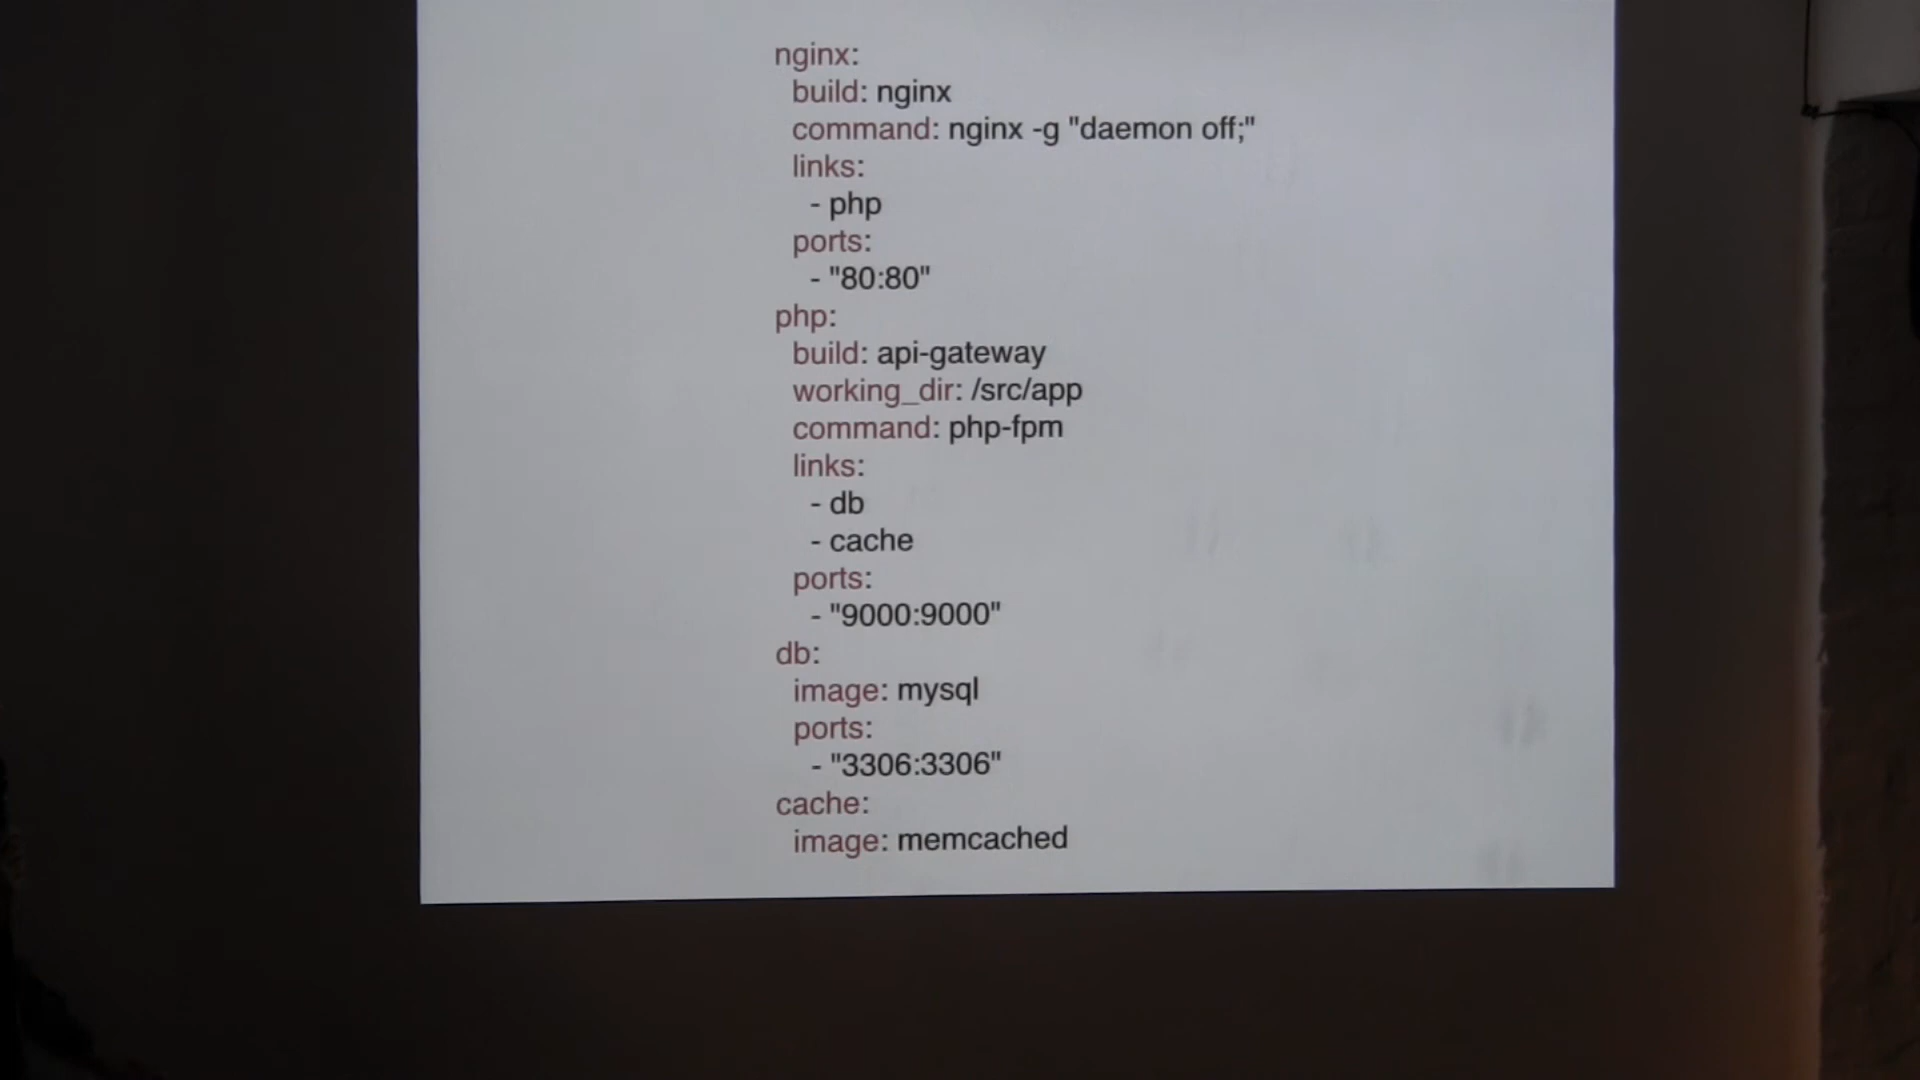 nginx:
build: nginx
command: nginx -g "daemon off;"
links:
- php
ports:
- "80:80"
php:
build: api-gateway
working_dir: /src/app
command: php-fpm
links:
- db
- cache
ports:
- "9000:9000"
db:
image: mysql
ports:
- "3306:3306"
cache:
image: memcached